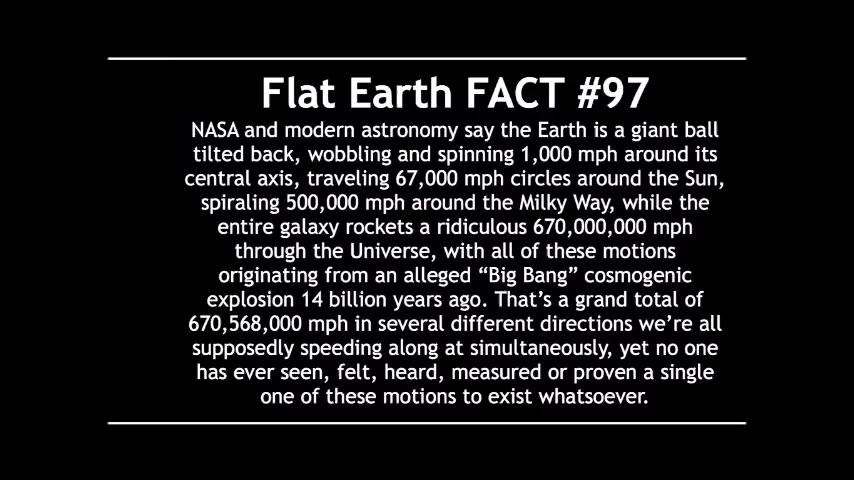 Flat Earth FACT #97
NASA and modern astronomy say the Earth is a giant ball
tilted back, wobbling and spinning 1,000 mph around its
central axis, traveling 67,000 mph circles around the Sun,
spiraling 500,000 mph around the Milky Way, while the
entire galaxy rockets a ridiculous 670,000,000 mph
through the Universe, with all of these motions
originating from an alleged “Big Bang” cosmogenic
explosion 14 billion years ago. That’s a grand total of
670,568,000 mph in several different directions we’re all
supposedly speeding along at simultaneously, yet no one
has ever seen, felt, heard, measured or proven a single
one of these motions to exist whatsoever.